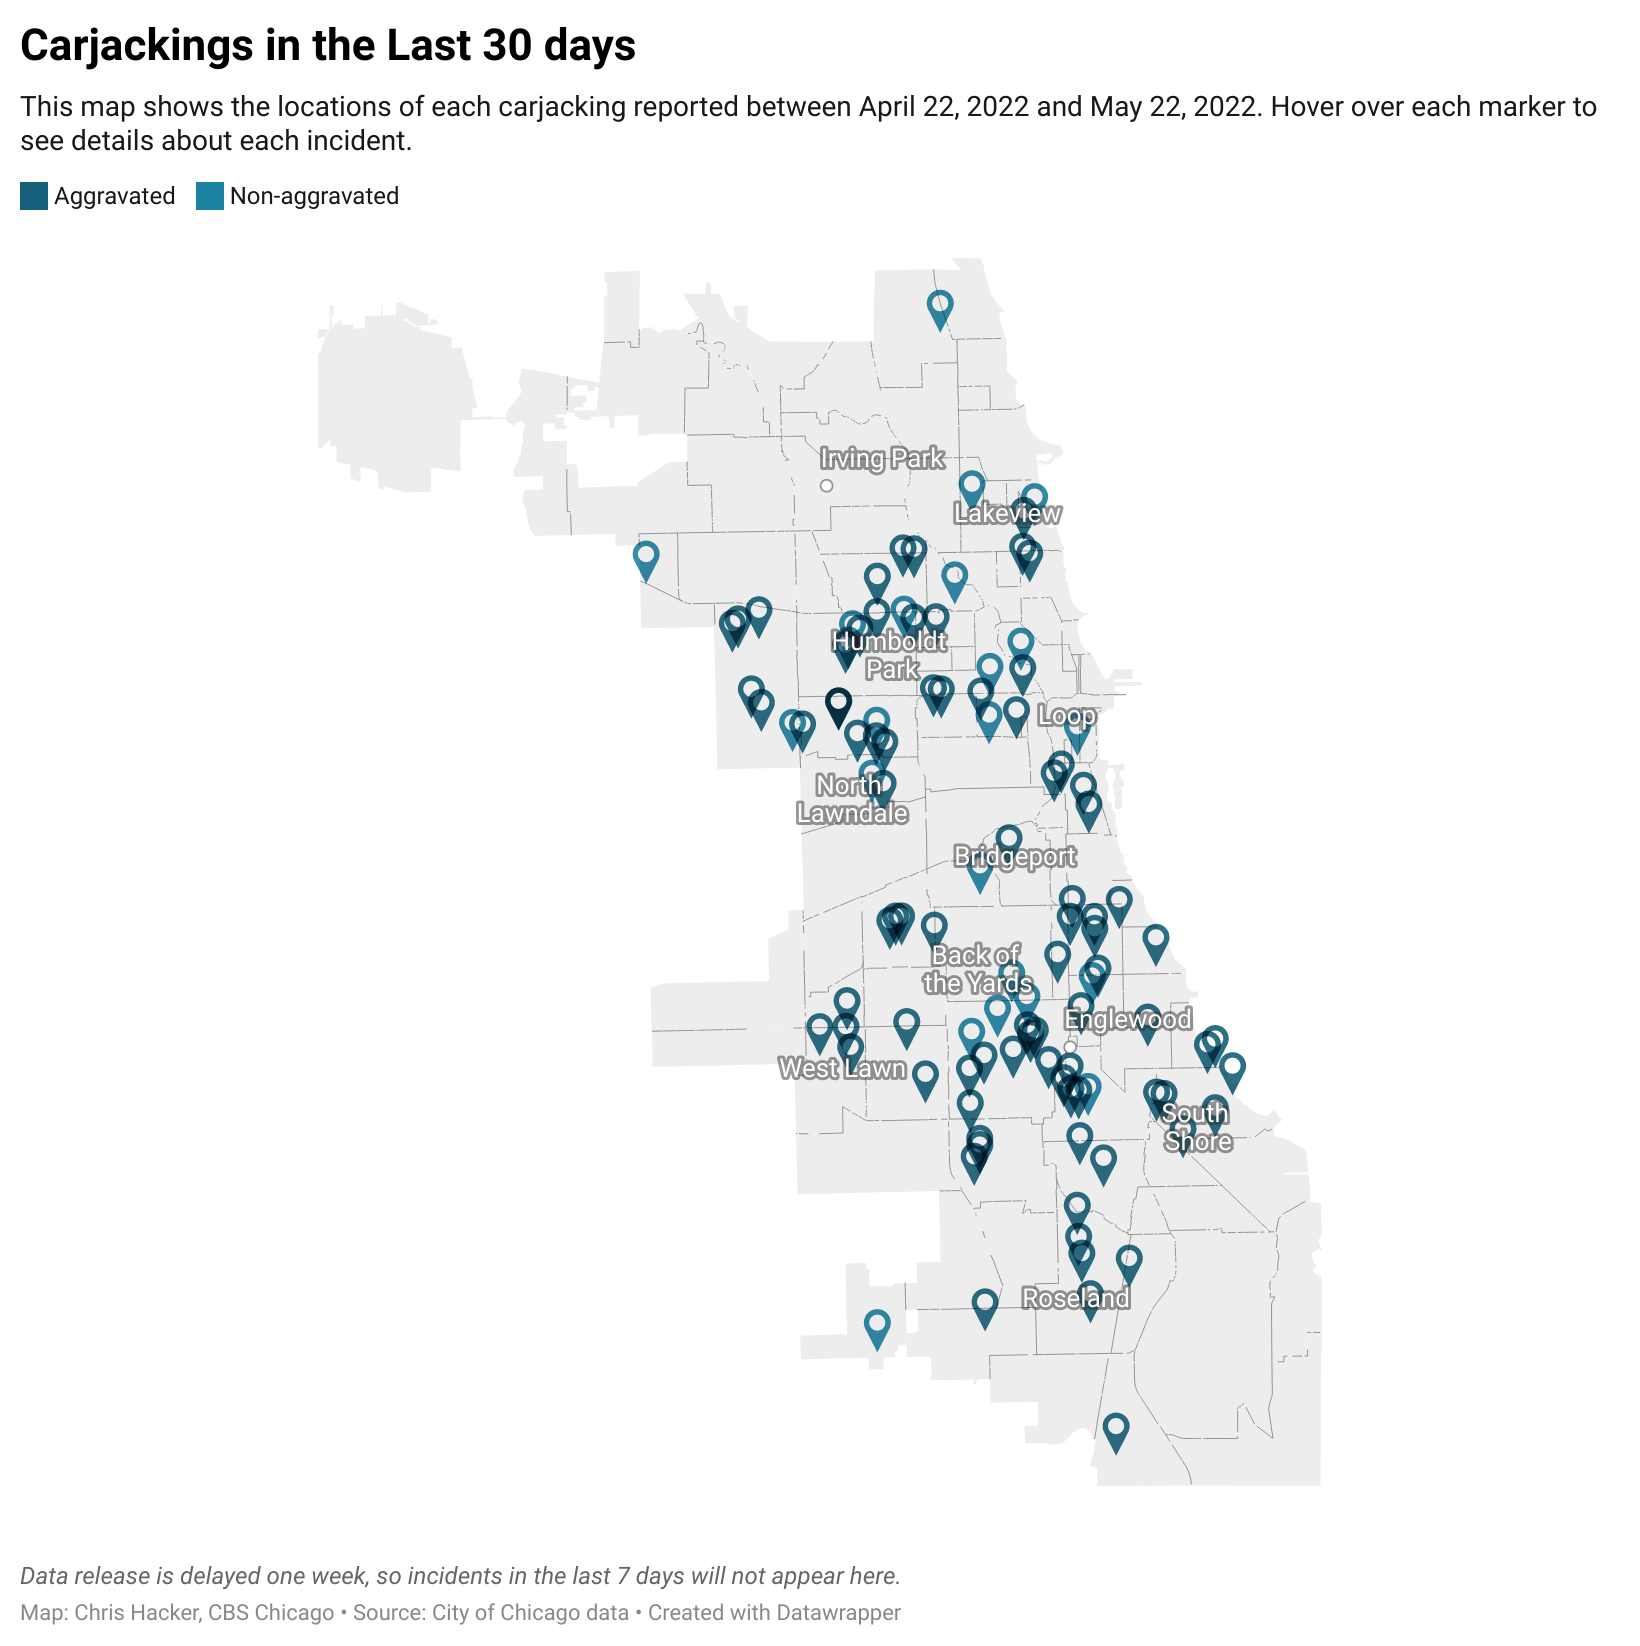 Carjackings in the Last 30 days
This map shows the locations of each carjacking reported between April 22, 2022 and May 22, 2022. Hover over each marker to
see details about each incident.
Aggravated Non-aggravated
Irving Park
Lakeview
Humboldt
Park
Loop
North
Lawndale
Bridgeport
Back of
the Yards
Englewood
West Lawn
South
Shore
Roseland
Data release is delayed one week, so incidents in the last 7 days will not appear here.
Map: Chris Hacker, CBS Chicago • Source: City of Chicago data • Created with Datawrapper